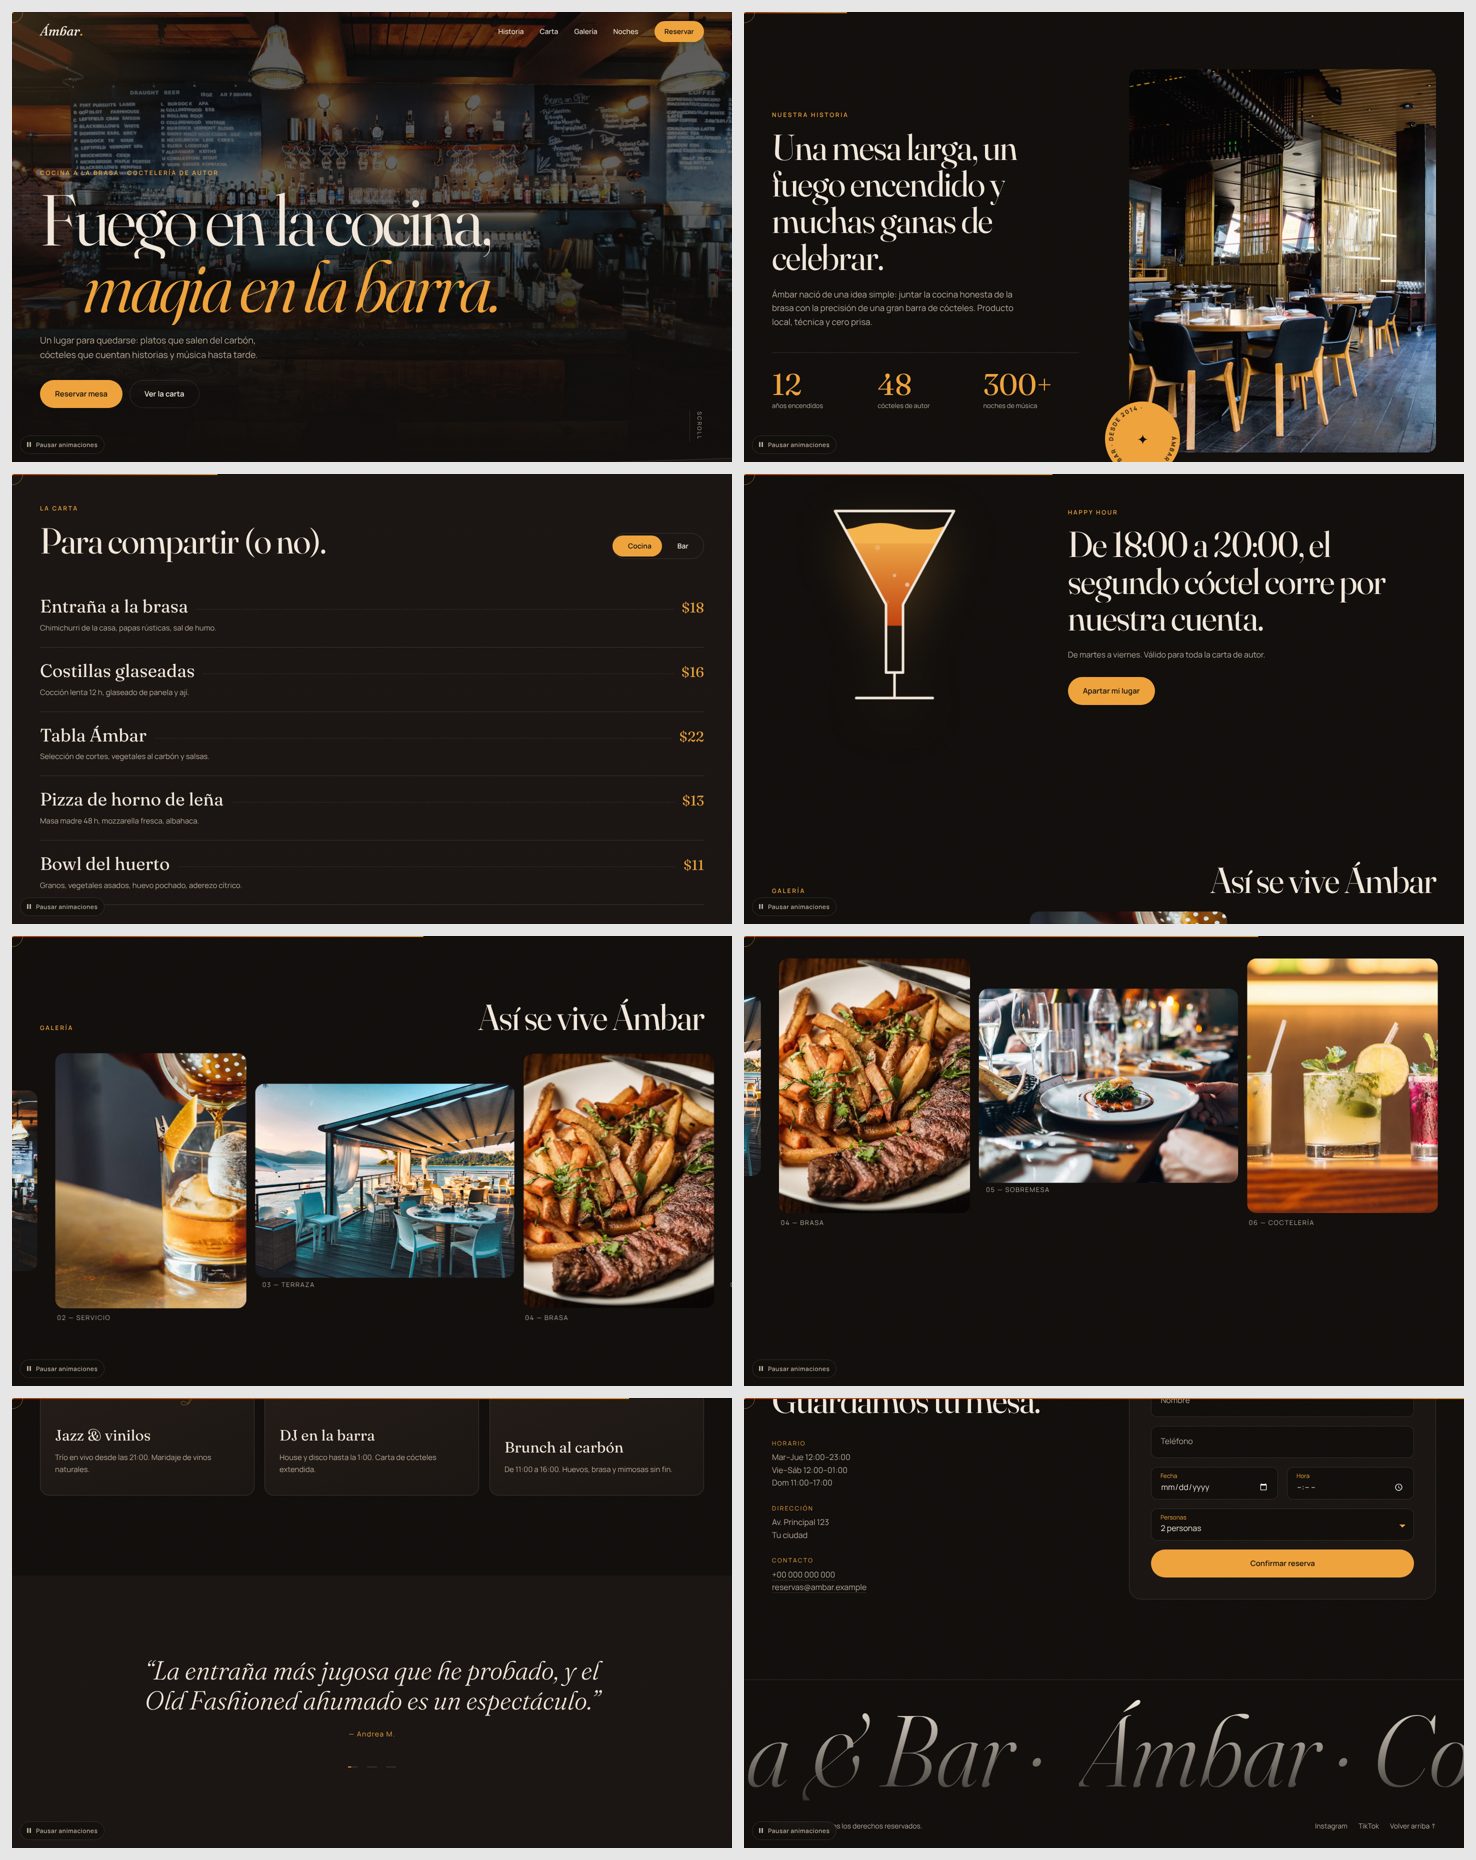 Ámbar.
Historia
Carta
Galería
Noches
Reservar
DRAUGHT BEER
COFFEE
COCINA A LA BRASA · COCTELERÍA DE AUTOR
Fuego en la cocina,
magia en la barra.
Un lugar para quedarse: platos que salen del carbón,
cócteles que cuentan historias y música hasta tarde.
Reservar mesa
Ver la carta
SCROLL
Pausar animaciones
NUESTRA HISTORIA
Una mesa larga, un
fuego encendido y
muchas ganas de
celebrar.
Ámbar nació de una idea simple: juntar la cocina honesta de la
brasa con la precisión de una gran barra de cócteles. Producto
local, técnica y cero prisa.
12
años encendidos
48
cócteles de autor
300+
noches de música
BAR · DESDE 2014 ·
ÁMBAR
Pausar animaciones
LA CARTA
Para compartir (o no).
Cocina
Bar
Entraña a la brasa
$18
Chimichurri de la casa, papas rústicas, sal de humo.
Costillas glaseadas
$16
Cocción lenta 12 h, glaseado de panela y ají.
Tabla Ámbar
$22
Selección de cortes, vegetales al carbón y salsas.
Pizza de horno de leña
$13
Masa madre 48 h, mozzarella fresca, albahaca.
Bowl del huerto
$11
Granos, vegetales asados, huevo pochado, aderezo cítrico.
Pausar animaciones
HAPPY HOUR
De 18:00 a 20:00, el
segundo cóctel corre por
nuestra cuenta.
De martes a viernes. Válido para toda la carta de autor.
Apartar mi lugar
GALERÍA
Así se vive Ámbar
Pausar animaciones
GALERÍA
Así se vive Ámbar
02 — SERVICIO
03 — TERRAZA
04 — BRASA
Pausar animaciones
04 — BRASA
05 — SOBREMESA
06 — COCTELERÍA
Pausar animaciones
Jazz & vinilos
Trío en vivo desde las 21:00. Maridaje de vinos
naturales.
DJ en la barra
House y disco hasta la 1:00. Carta de cócteles
extendida.
Brunch al carbón
De 11:00 a 16:00. Huevos, brasa y mimosas sin fin.
“La entraña más jugosa que he probado, y el
Old Fashioned ahumado es un espectáculo.”
— Andrea M.
Pausar animaciones
Guardamos tu mesa.
HORARIO
Mar–Jue 12:00–23:00
Vie–Sáb 12:00–01:00
Dom 11:00–17:00
DIRECCIÓN
Av. Principal 123
Tu ciudad
CONTACTO
+00 000 000 000
reservas@ambar.example
Nombre
Teléfono
Fecha
mm/dd/yyyy
Hora
--:-- --
Personas
2 personas
Confirmar reserva
a & Bar · Ámbar · Co
Pausar animaciones
los derechos reservados.
Instagram
TikTok
Volver arriba ↑